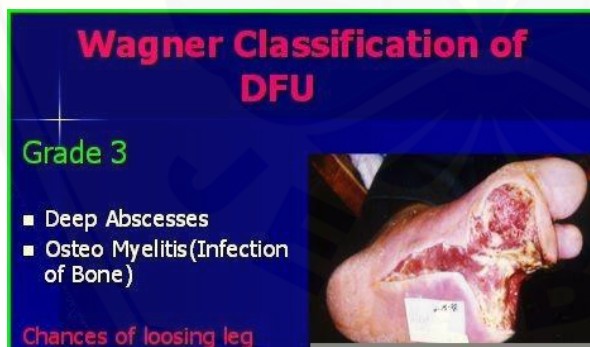 Wagner Classification of
DFU
Grade 3
▪ Deep Abscesses
▪ Osteo Myelitis(Infection
of Bone)
Chances of loosing leg